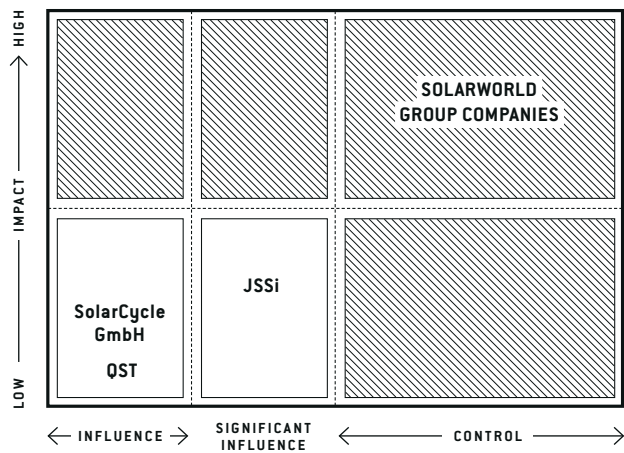 HIGH
IMPACT
LOW
SOLARWORLD
GROUP COMPANIES
SolarCycle
GmbH
QST
JSSi
INFLUENCE
SIGNIFICANT
INFLUENCE
CONTROL